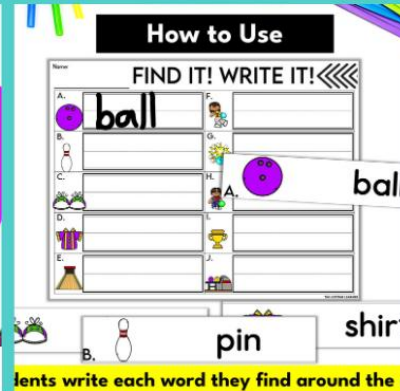 How to Use
Name
FIND IT! WRITE IT!
A. ball
F.
B.
G.
C.
H.
D.
I.
E.
J.
A. bal
B. pin
shir
dents write each word they find around the